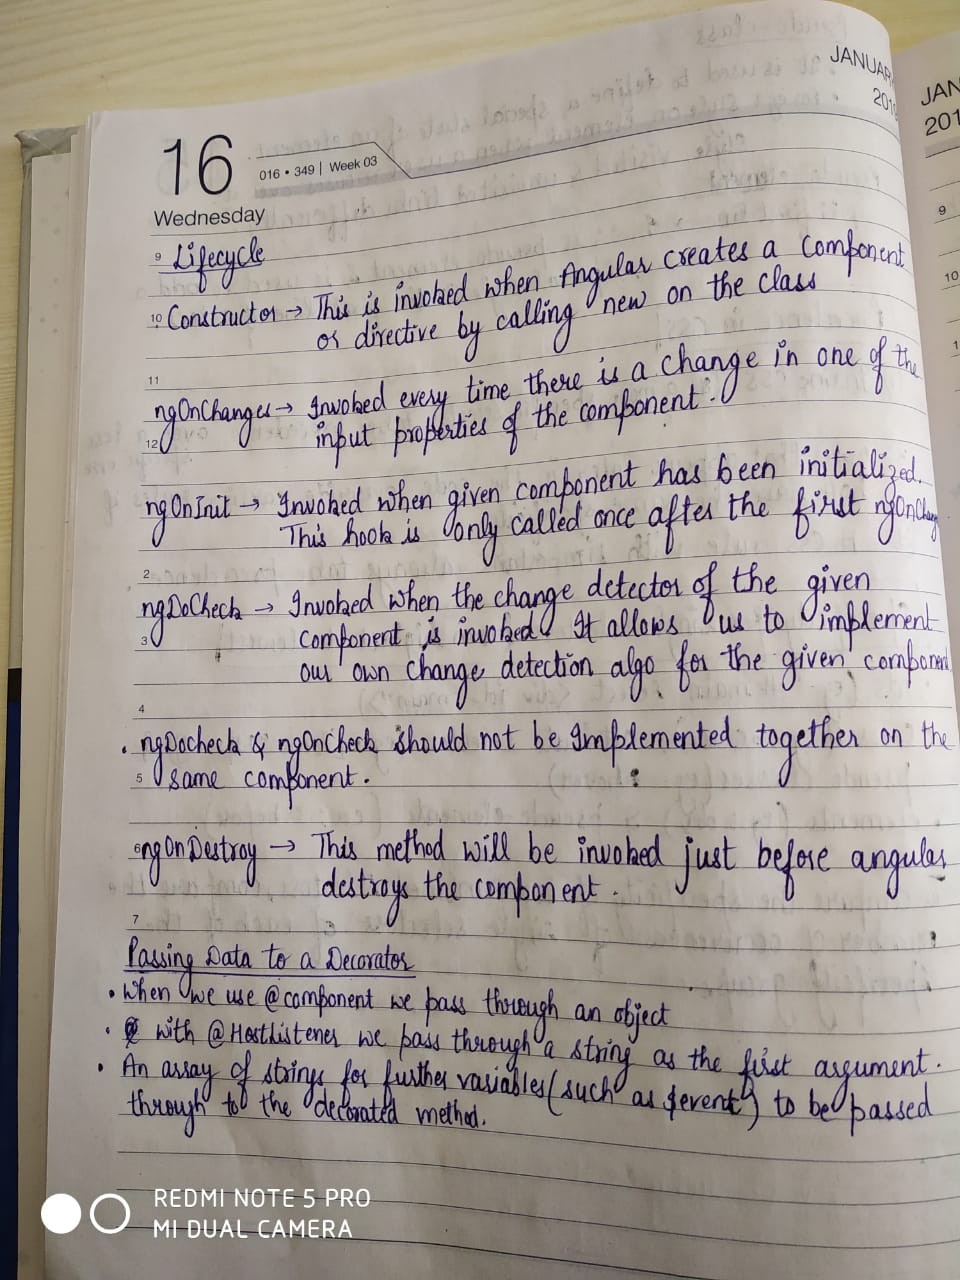 JANUAR
201
16
016 • 349 | Week 03
Wednesday
9 Lifecycle
10 Constructor → This is invoked when Angular creates a component
or directive by calling new on the class
11
ngOnChanges → Invoked every time there is a change in one of the
12 input properties of the component.
ngOnInit → Invoked when given component has been initialized.
This hook is only called once after the first ngOnChang
2
ngDoCheck → Invoked when the change detector of the given
3 component is invoked. It allows us to implement
our own change detection algo for the given component
4
• ngDocheck & ngOnCheck should not be Implemented together on the
5 same component.
6 ngOnDestroy → This method will be invoked just before angular
destroys the component.
7
Passing Data to a Decorator
• When we use @component we pass through an object
• with @HostListener we pass through a string as the first argument.
• An array of strings for further variables (such as $event) to be passed
through to the decorated method.
JAN
201
9
10
1
REDMI NOTE 5 PRO
MI DUAL CAMERA